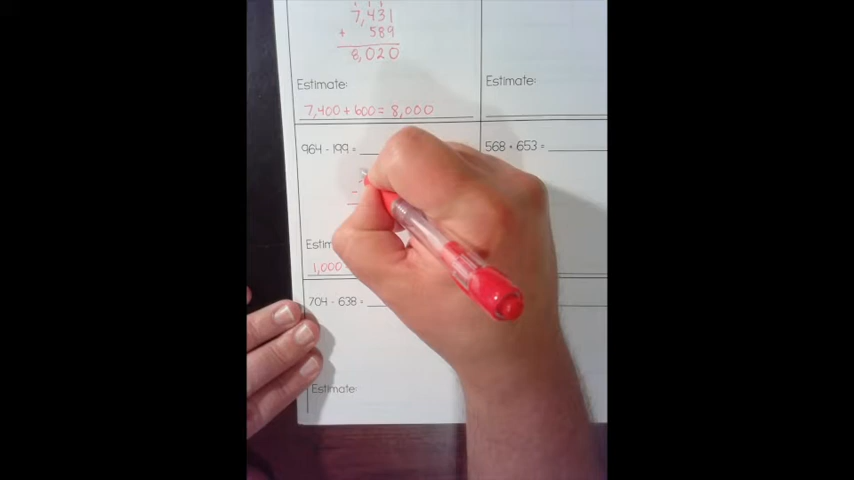 7,431
+ 589
8,020
Estimate:
Estimate:
7,400 + 600 = 8,000
964 - 199 =
568 + 653 =
1,000
704 - 638 =
Estimate: